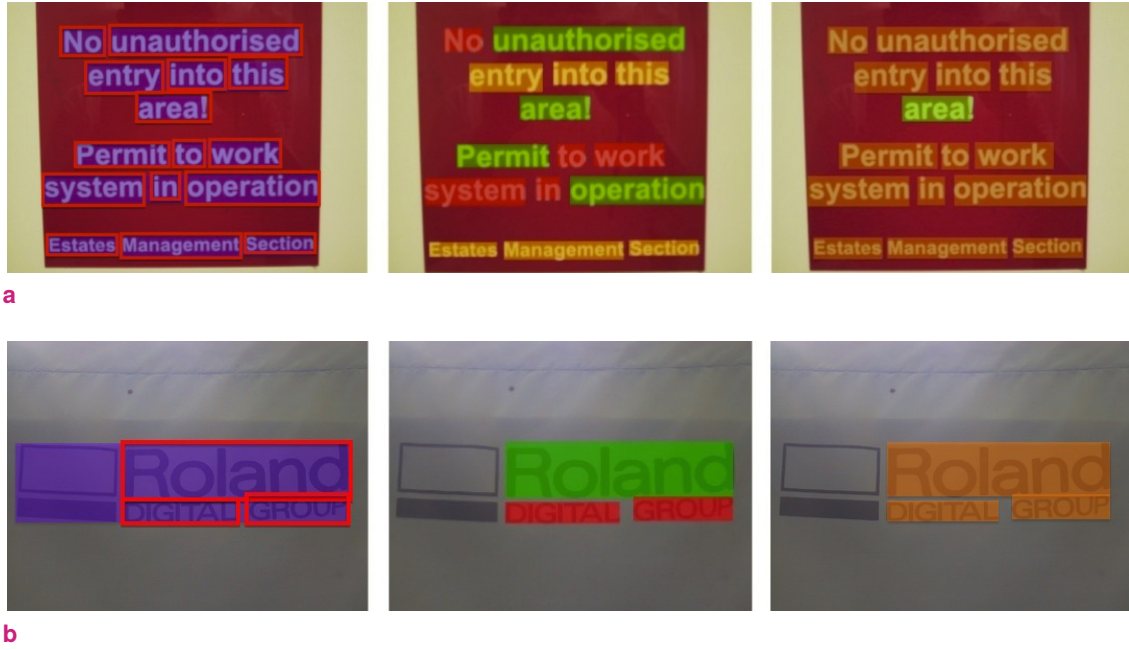 No unauthorised
entry into this
area!
Permit to work
system in operation
Estates Management Section
No unauthorised
entry into this
area!
Permit to work
system in operation
Estates Management Section
No unauthorised
entry into this
area!
Permit to work
system in operation
Estates Management Section
a
Roland
DIGITAL GROUP
Roland
DIGITAL GROUP
Roland
DIGITAL GROUP
b